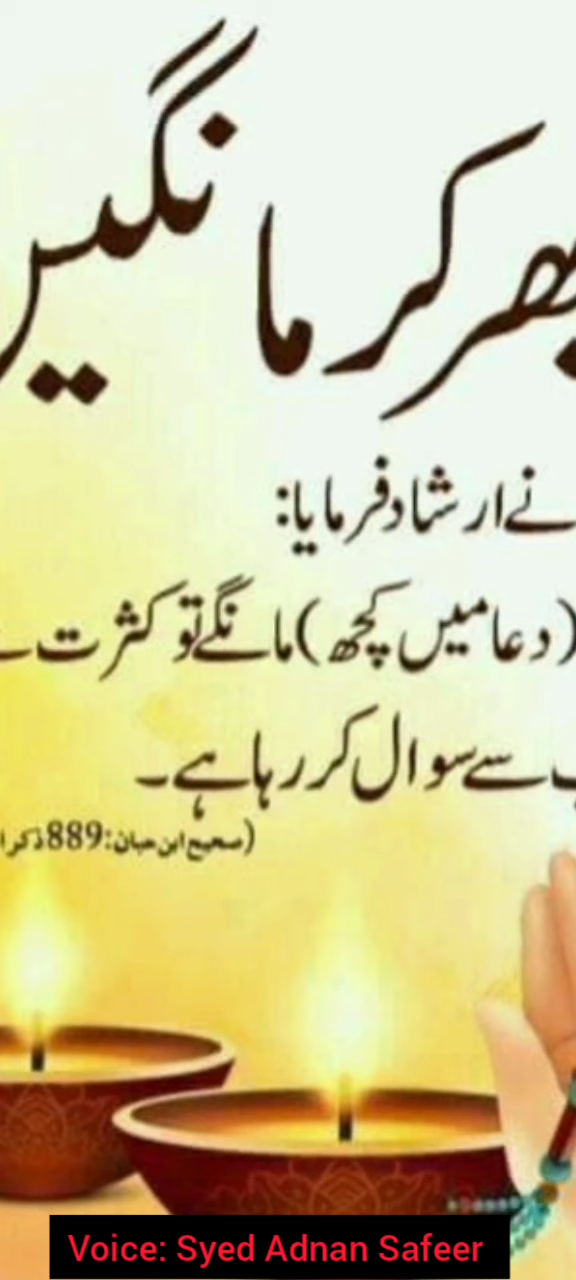 بھر کر مانگیں
نے ارشاد فرمایا:
(دعا میں کچھ) مانگے تو کثرت
سے سوال کر رہا ہے۔
(صحیح ابن حبان: 889 ذکر
Voice: Syed Adnan Safeer